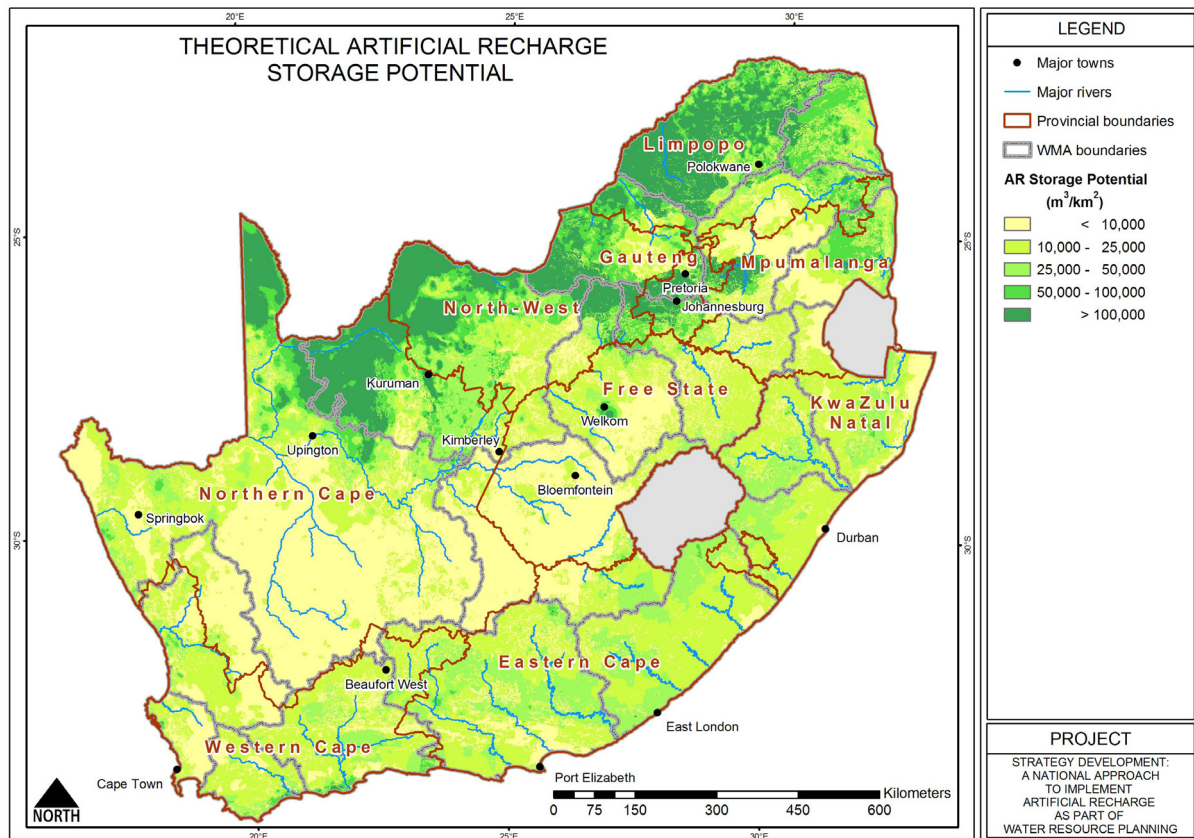 THEORETICAL ARTIFICIAL RECHARGE
STORAGE POTENTIAL
20°E
25°E
30°E
25°S
25°S
30°S
30°S
20°E
25°E
30°E
Limpopo
Polokwane
Gauteng
Mpumalanga
Pretoria
Johannesburg
North-West
Kuruman
Free State
Welkom
KwaZulu
Natal
Kimberley
Upington
Bloemfontein
Northern Cape
Springbok
Durban
Eastern Cape
Beaufort West
East London
Western Cape
Cape Town
Port Elizabeth
NORTH
Kilometers
0 75 150 300 450 600
LEGEND
Major towns
Major rivers
Provincial boundaries
WMA boundaries
AR Storage Potential
(m³/km²)
< 10,000
10,000 - 25,000
25,000 - 50,000
50,000 - 100,000
> 100,000
PROJECT
STRATEGY DEVELOPMENT:
A NATIONAL APPROACH
TO IMPLEMENT
ARTIFICIAL RECHARGE
AS PART OF
WATER RESOURCE PLANNING